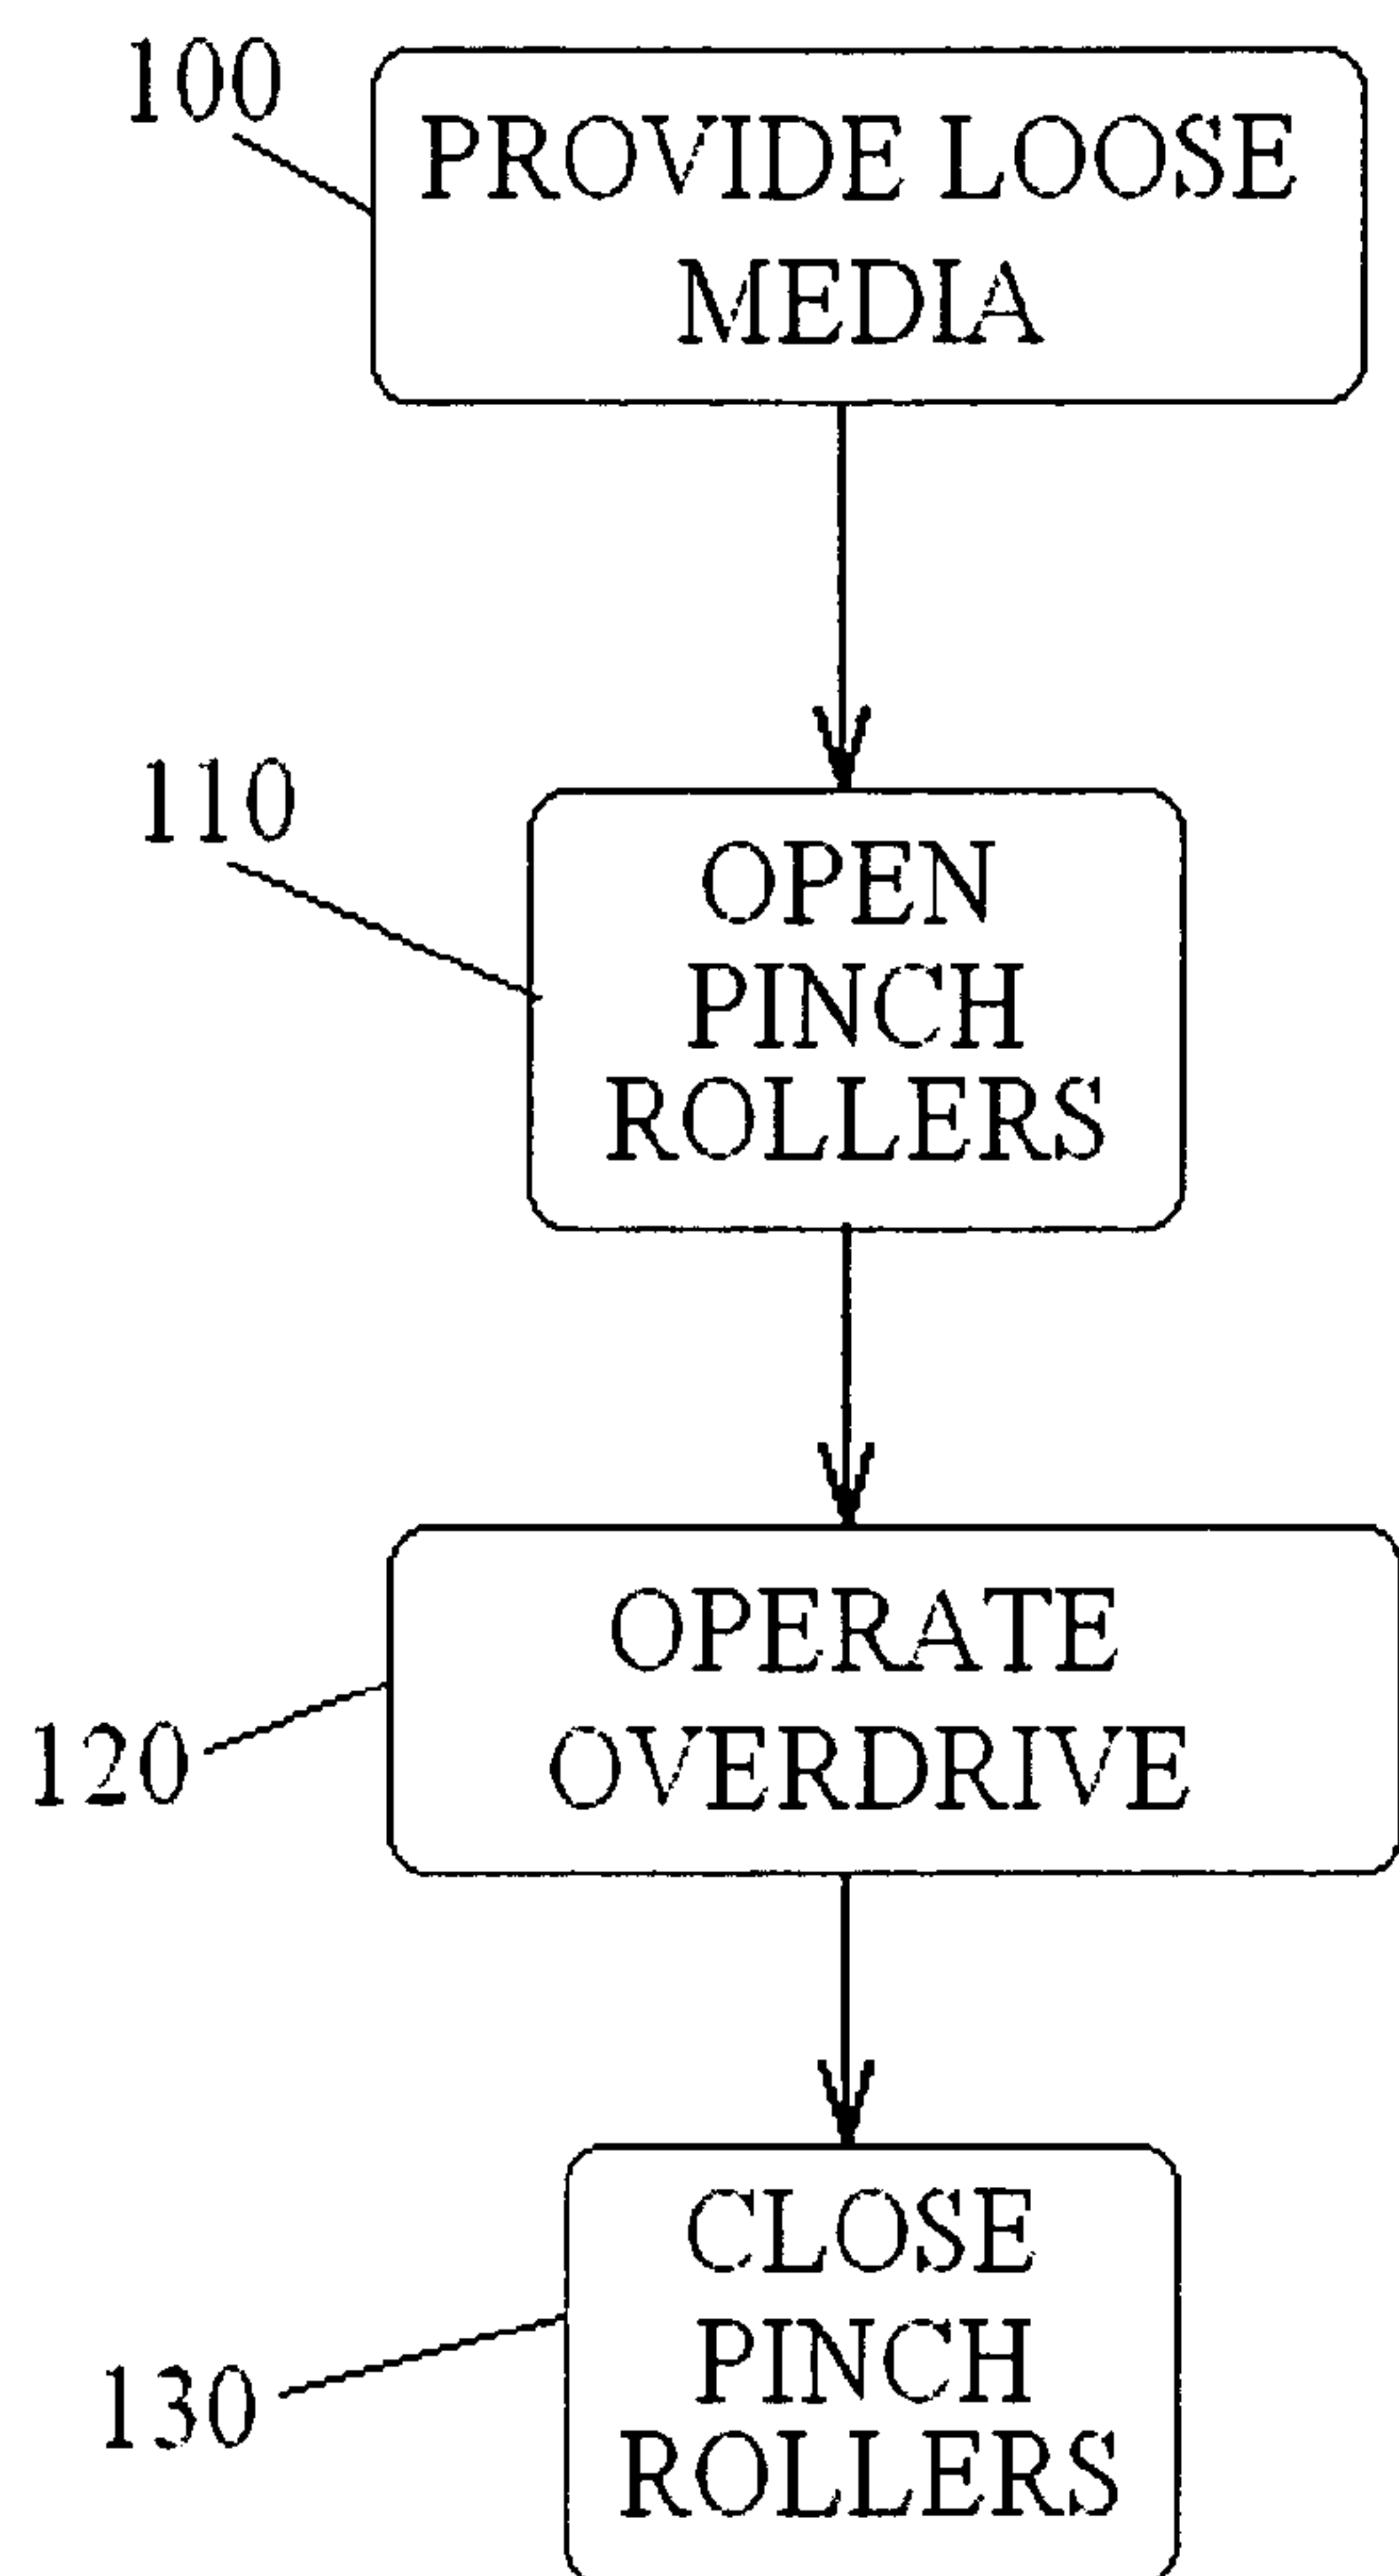 100
PROVIDE LOOSE
MEDIA
110
OPEN
PINCH
ROLLERS
OPERATE
OVERDRIVE
120
CLOSE
PINCH
ROLLERS
130